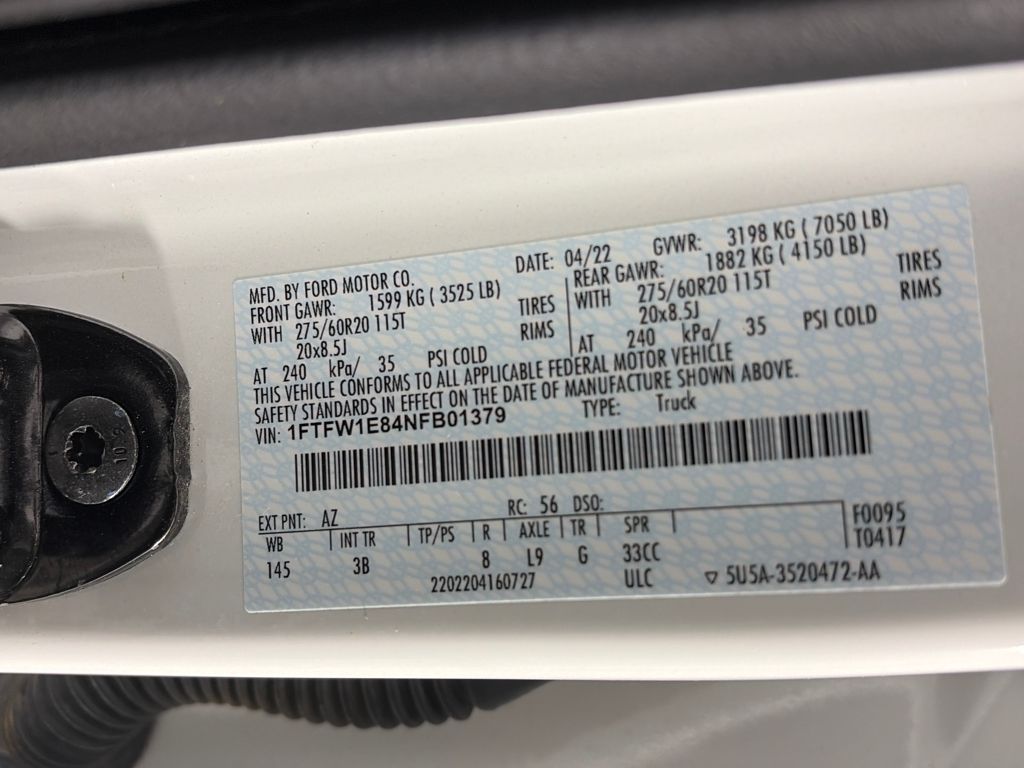 MFD. BY FORD MOTOR CO. DATE: 04/22 GVWR: 3198 KG ( 7050 LB)
FRONT GAWR: 1599 KG ( 3525 LB)
WITH 275/60R20 115T TIRES
20x8.5J RIMS
AT 240 kPa/ 35 PSI COLD
REAR GAWR: 1882 KG ( 4150 LB)
WITH 275/60R20 115T TIRES
20x8.5J RIMS
AT 240 kPa/ 35 PSI COLD
THIS VEHICLE CONFORMS TO ALL APPLICABLE FEDERAL MOTOR VEHICLE
SAFETY STANDARDS IN EFFECT ON THE DATE OF MANUFACTURE SHOWN ABOVE.
VIN: 1FTFW1E84NFB01379 TYPE: Truck
EXT PNT: AZ RC: 56 DSO:
WB INT TR TP/PS R AXLE TR SPR F0095
145 3B 8 L9 G 33CC T0417
2202204160727 ULC ▽ 5U5A-3520472-AA
10.9